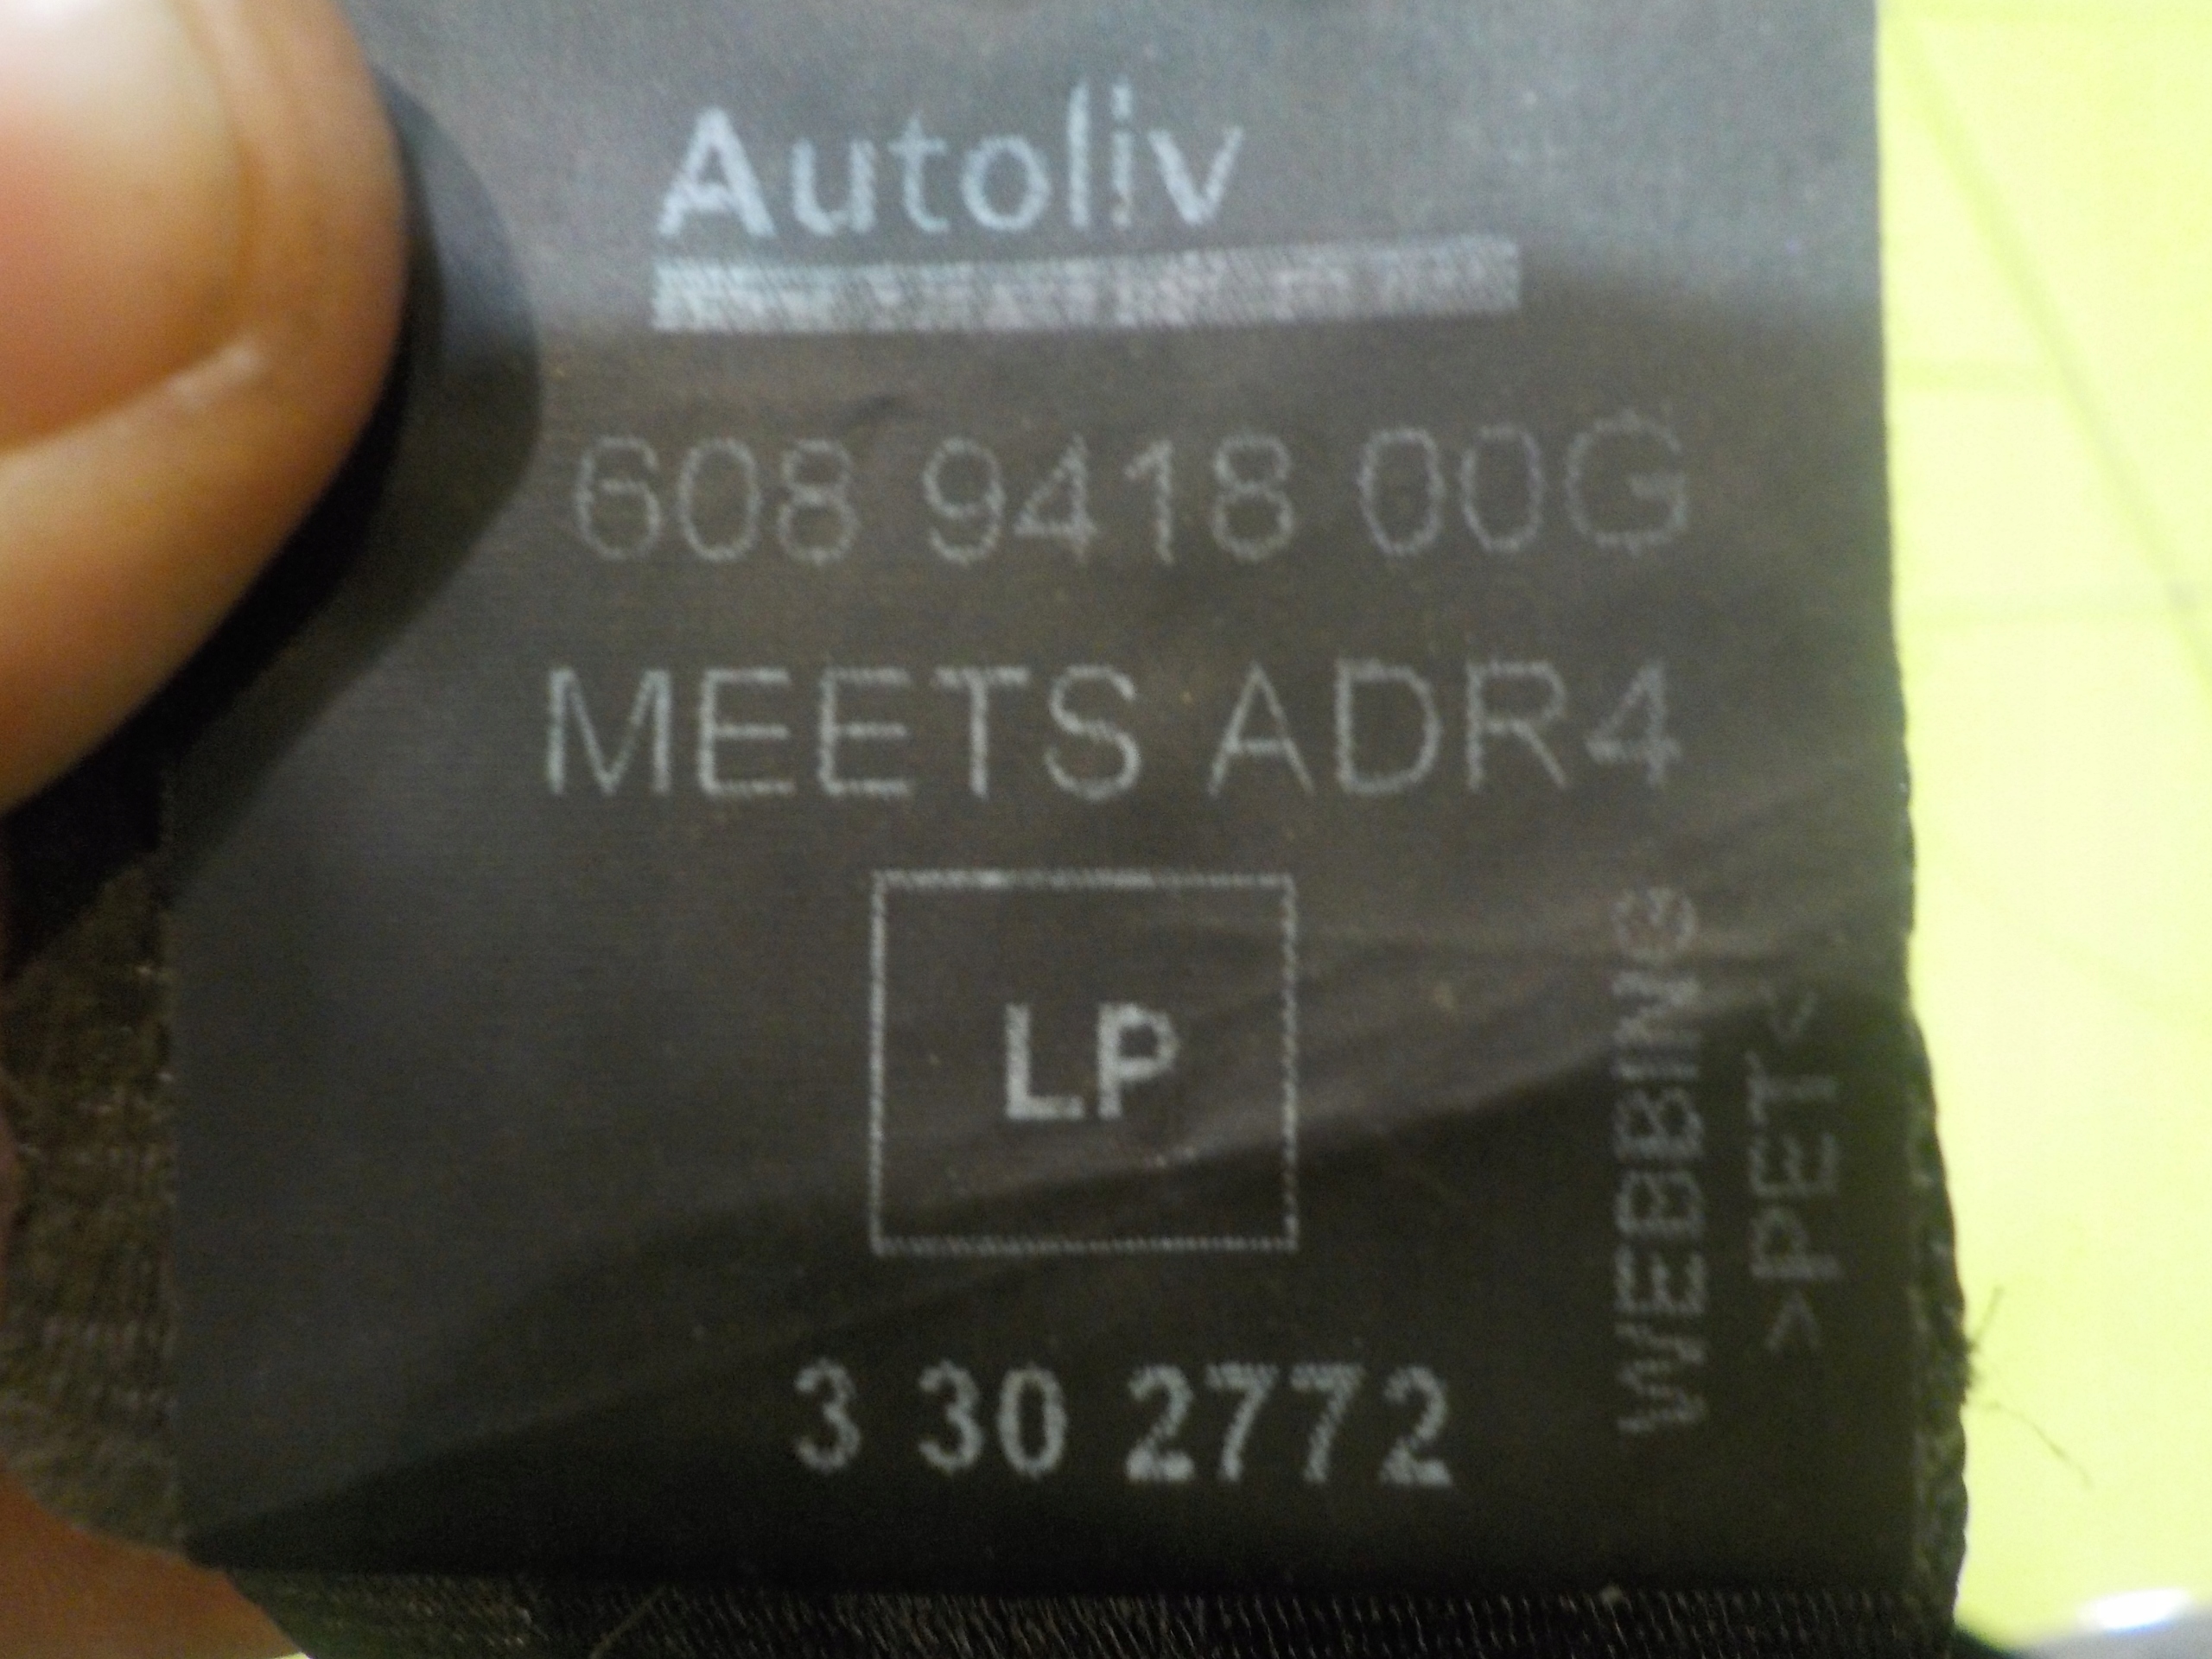 Autoliv
608 9418 00G
MEETS ADR4
LP
3 30 2772
WEBBING
>PET<